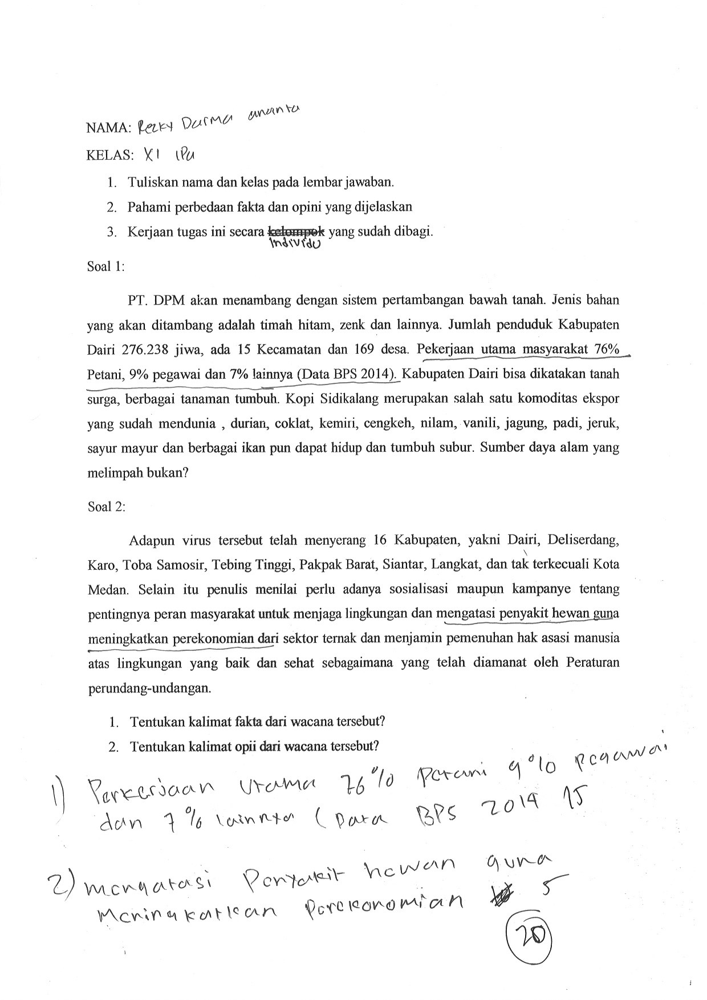 NAMA: Rezky Darma ananta
KELAS: XI IPA
1. Tuliskan nama dan kelas pada lembar jawaban.
2. Pahami perbedaan fakta dan opini yang dijelaskan
3. Kerjaan tugas ini secara kelompok yang sudah dibagi.
Individu
Soal 1:
PT. DPM akan menambang dengan sistem pertambangan bawah tanah. Jenis bahan
yang akan ditambang adalah timah hitam, zenk dan lainnya. Jumlah penduduk Kabupaten
Dairi 276.238 jiwa, ada 15 Kecamatan dan 169 desa. Pekerjaan utama masyarakat 76%
Petani, 9% pegawai dan 7% lainnya (Data BPS 2014). Kabupaten Dairi bisa dikatakan tanah
surga, berbagai tanaman tumbuh. Kopi Sidikalang merupakan salah satu komoditas ekspor
yang sudah mendunia , durian, coklat, kemiri, cengkeh, nilam, vanili, jagung, padi, jeruk,
sayur mayur dan berbagai ikan pun dapat hidup dan tumbuh subur. Sumber daya alam yang
melimpah bukan?
Soal 2:
Adapun virus tersebut telah menyerang 16 Kabupaten, yakni Dairi, Deliserdang,
Karo, Toba Samosir, Tebing Tinggi, Pakpak Barat, Siantar, Langkat, dan tak terkecuali Kota
Medan. Selain itu penulis menilai perlu adanya sosialisasi maupun kampanye tentang
pentingnya peran masyarakat untuk menjaga lingkungan dan mengatasi penyakit hewan guna
meningkatkan perekonomian dari sektor ternak dan menjamin pemenuhan hak asasi manusia
atas lingkungan yang baik dan sehat sebagaimana yang telah diamanat oleh Peraturan
perundang-undangan.
1. Tentukan kalimat fakta dari wacana tersebut?
2. Tentukan kalimat opii dari wacana tersebut?
1) Perkerjaan utama 76% petani 9% pegawai
dan 7% lainnya (Data BPS 2014 15
2) mengatasi Penyakit hewan guna
Meningkatkan Perekonomian 5
20